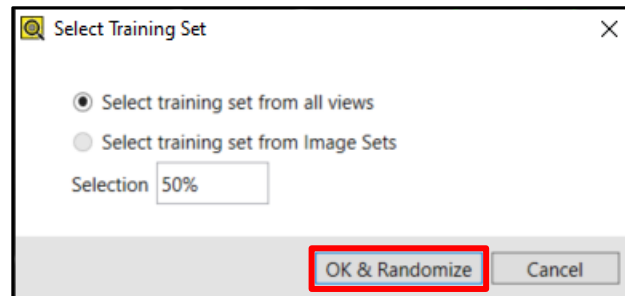 Select Training Set
Select training set from all views
Select training set from Image Sets
Selection 50%
OK & Randomize Cancel